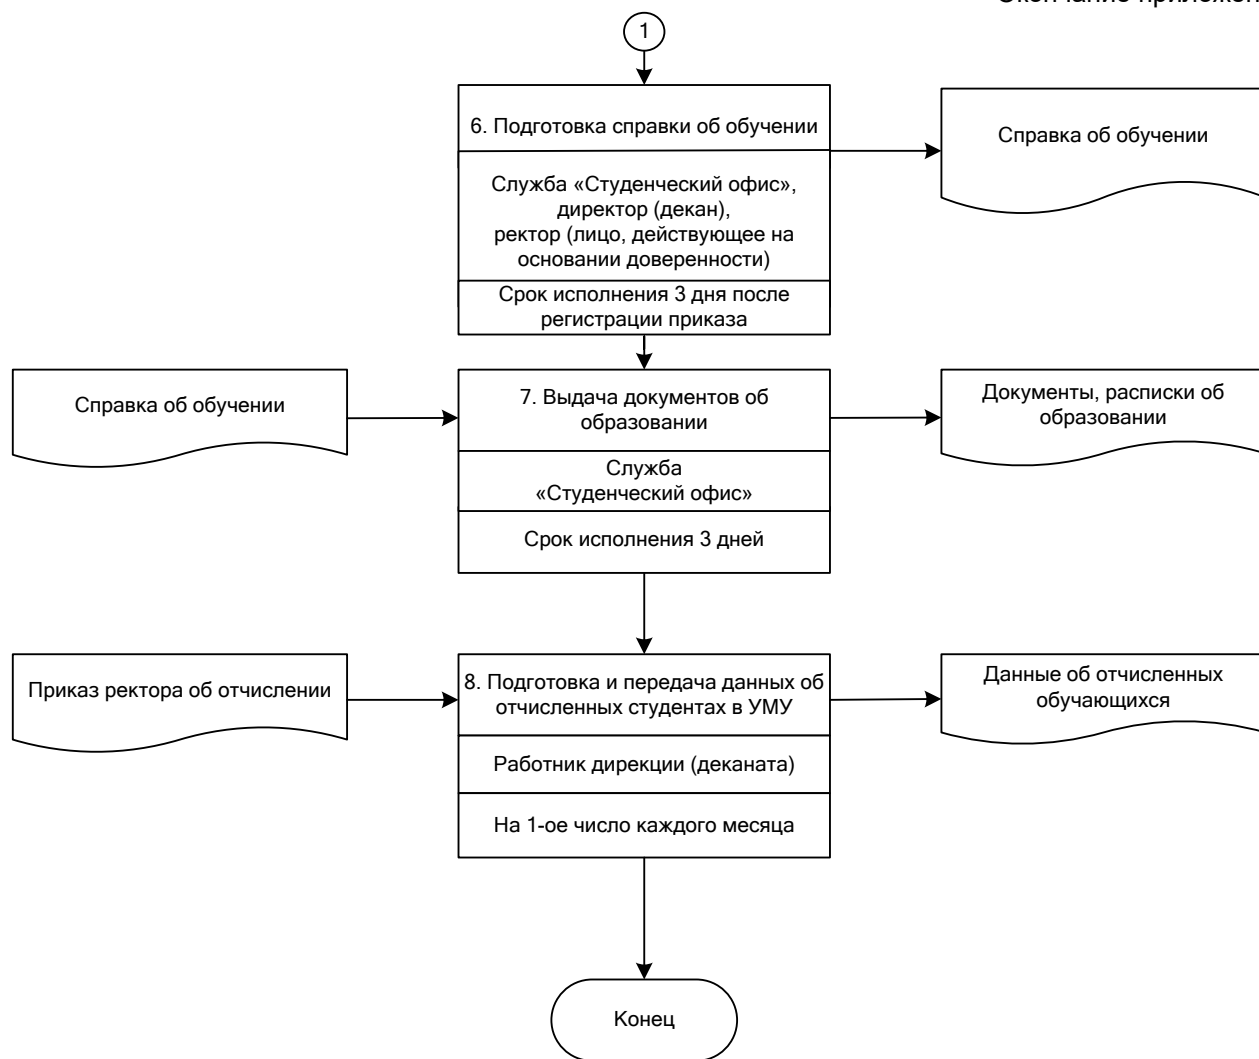 Окончание приложен
1
6. Подготовка справки об обучении
Справка об обучении
Служба «Студенческий офис»,
директор (декан),
ректор (лицо, действующее на
основании доверенности)
Срок исполнения 3 дня после
регистрации приказа
Справка об обучении
7. Выдача документов об
образовании
Документы, расписки об
образовании
Служба
«Студенческий офис»
Срок исполнения 3 дней
Приказ ректора об отчислении
8. Подготовка и передача данных об
отчисленных студентах в УМУ
Данные об отчисленных
обучающихся
Работник дирекции (деканата)
На 1-ое число каждого месяца
Конец